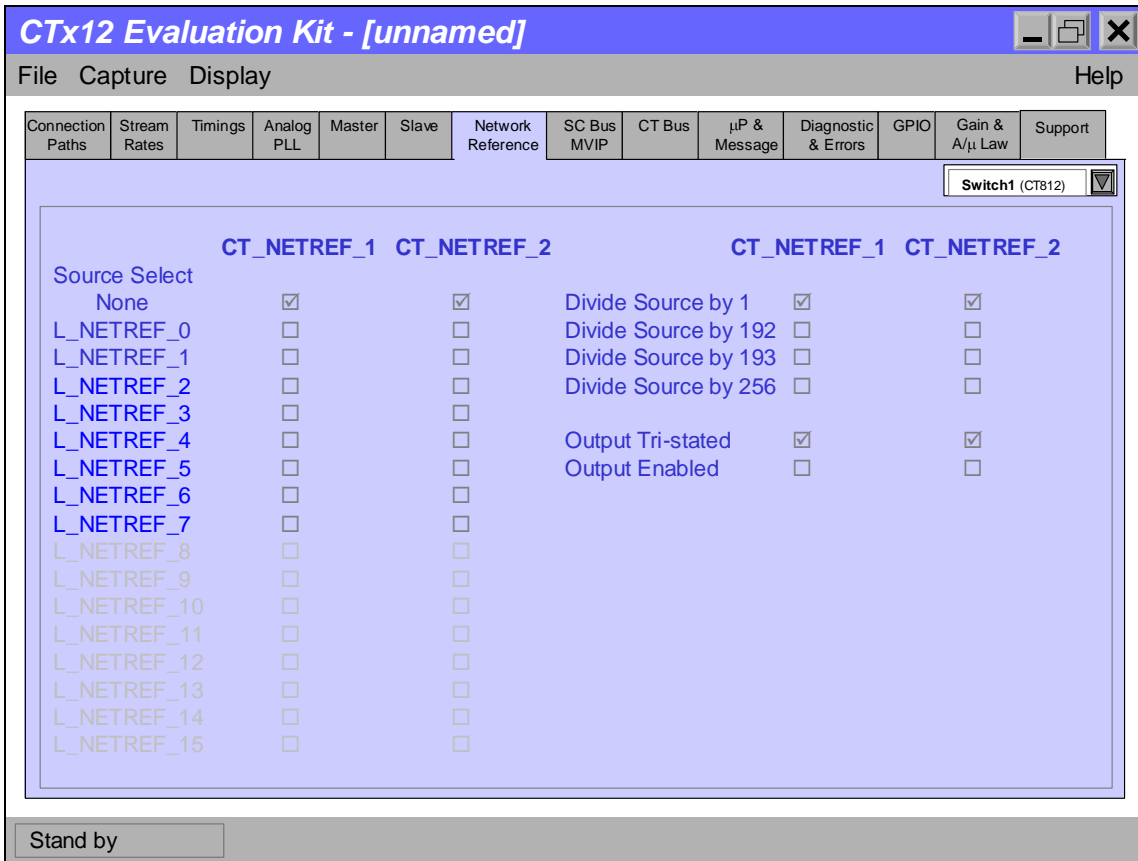 CTx12 Evaluation Kit - [unnamed]
File Capture Display Help
Connection Paths Stream Rates Timings Analog PLL Master Slave Network Reference SC Bus MVIP CT Bus µP & Message Diagnostic & Errors GPIO Gain & A/µ Law Support
Switch1 (CT812)
CT_NETREF_1 CT_NETREF_2 CT_NETREF_1 CT_NETREF_2
Source Select
None Divide Source by 1
L_NETREF_0 Divide Source by 192
L_NETREF_1 Divide Source by 193
L_NETREF_2 Divide Source by 256
L_NETREF_3
L_NETREF_4 Output Tri-stated
L_NETREF_5 Output Enabled
L_NETREF_6
L_NETREF_7
L_NETREF_8
L_NETREF_9
L_NETREF_10
L_NETREF_11
L_NETREF_12
L_NETREF_13
L_NETREF_14
L_NETREF_15
Stand by